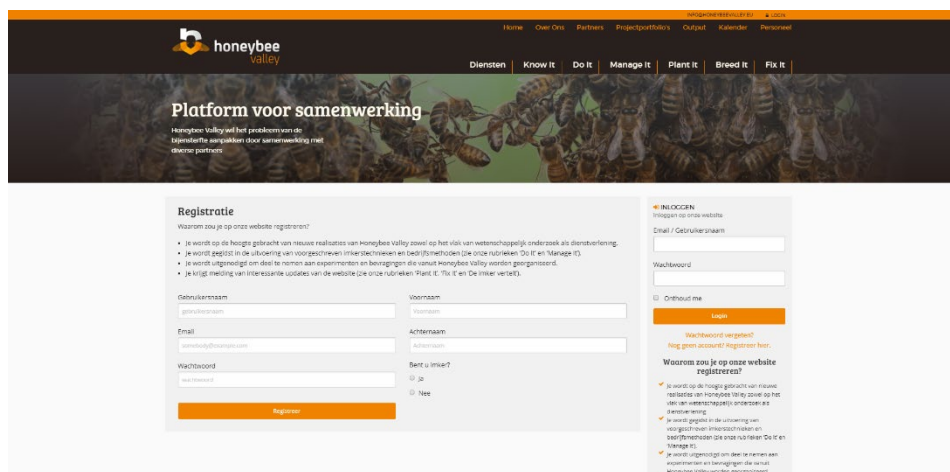 INFO@HONEYBEEVALLEY.EU LOGIN
honeybee
valley
Home Over Ons Partners Projectportfolio's Output Kalender Personeel
Diensten Know It Do It Manage It Plant It Breed It Fix It
Platform voor samenwerking
Honeybee Valley wil het probleem van de
bijensterfte aanpakken door samenwerking met
diverse partners
Registratie
Waarom zou je op onze website registreren?
Je wordt op de hoogte gebracht van nieuwe realisaties van Honeybee Valley zowel op het vlak van wetenschappelijk onderzoek als dienstverlening.
Je wordt gegidst in de uitvoering van voorgeschreven imkerstechnieken en bedrijfsmethoden (zie onze rubrieken 'Do It' en 'Manage It').
Je wordt uitgenodigd om deel te nemen aan experimenten en bevragingen die vanuit Honeybee Valley worden georganiseerd.
Je krijgt melding van interessante updates van de website (zie onze rubrieken 'Plant It', 'Fix It' en 'De imker vertelt').
Gebruikersnaam Voornaam
gebruikersnaam Voornaam
Email Achternaam
Achternaam
Wachtwoord Bent u imker?
wachtwoord Ja
Nee
Registreer
INLOGGEN
Inloggen op onze website
Email / Gebruikersnaam
Wachtwoord
Onthoud me
Login
Wachtwoord vergeten?
Nog geen account? Registreer hier.
Waarom zou je op onze website
registreren?
Je wordt op de hoogte gebracht van nieuwe
realisaties van Honeybee Valley zowel op het
vlak van wetenschappelijk onderzoek als
dienstverlening
Je wordt gegidst in de uitvoering van
voorgeschreven imkerstechnieken en
bedrijfsmethoden (zie onze rubrieken 'Do It' en
'Manage It').
Je wordt uitgenodigd om deel te nemen aan
experimenten en bevragingen die vanuit
Honeybee Valley worden georganiseerd.